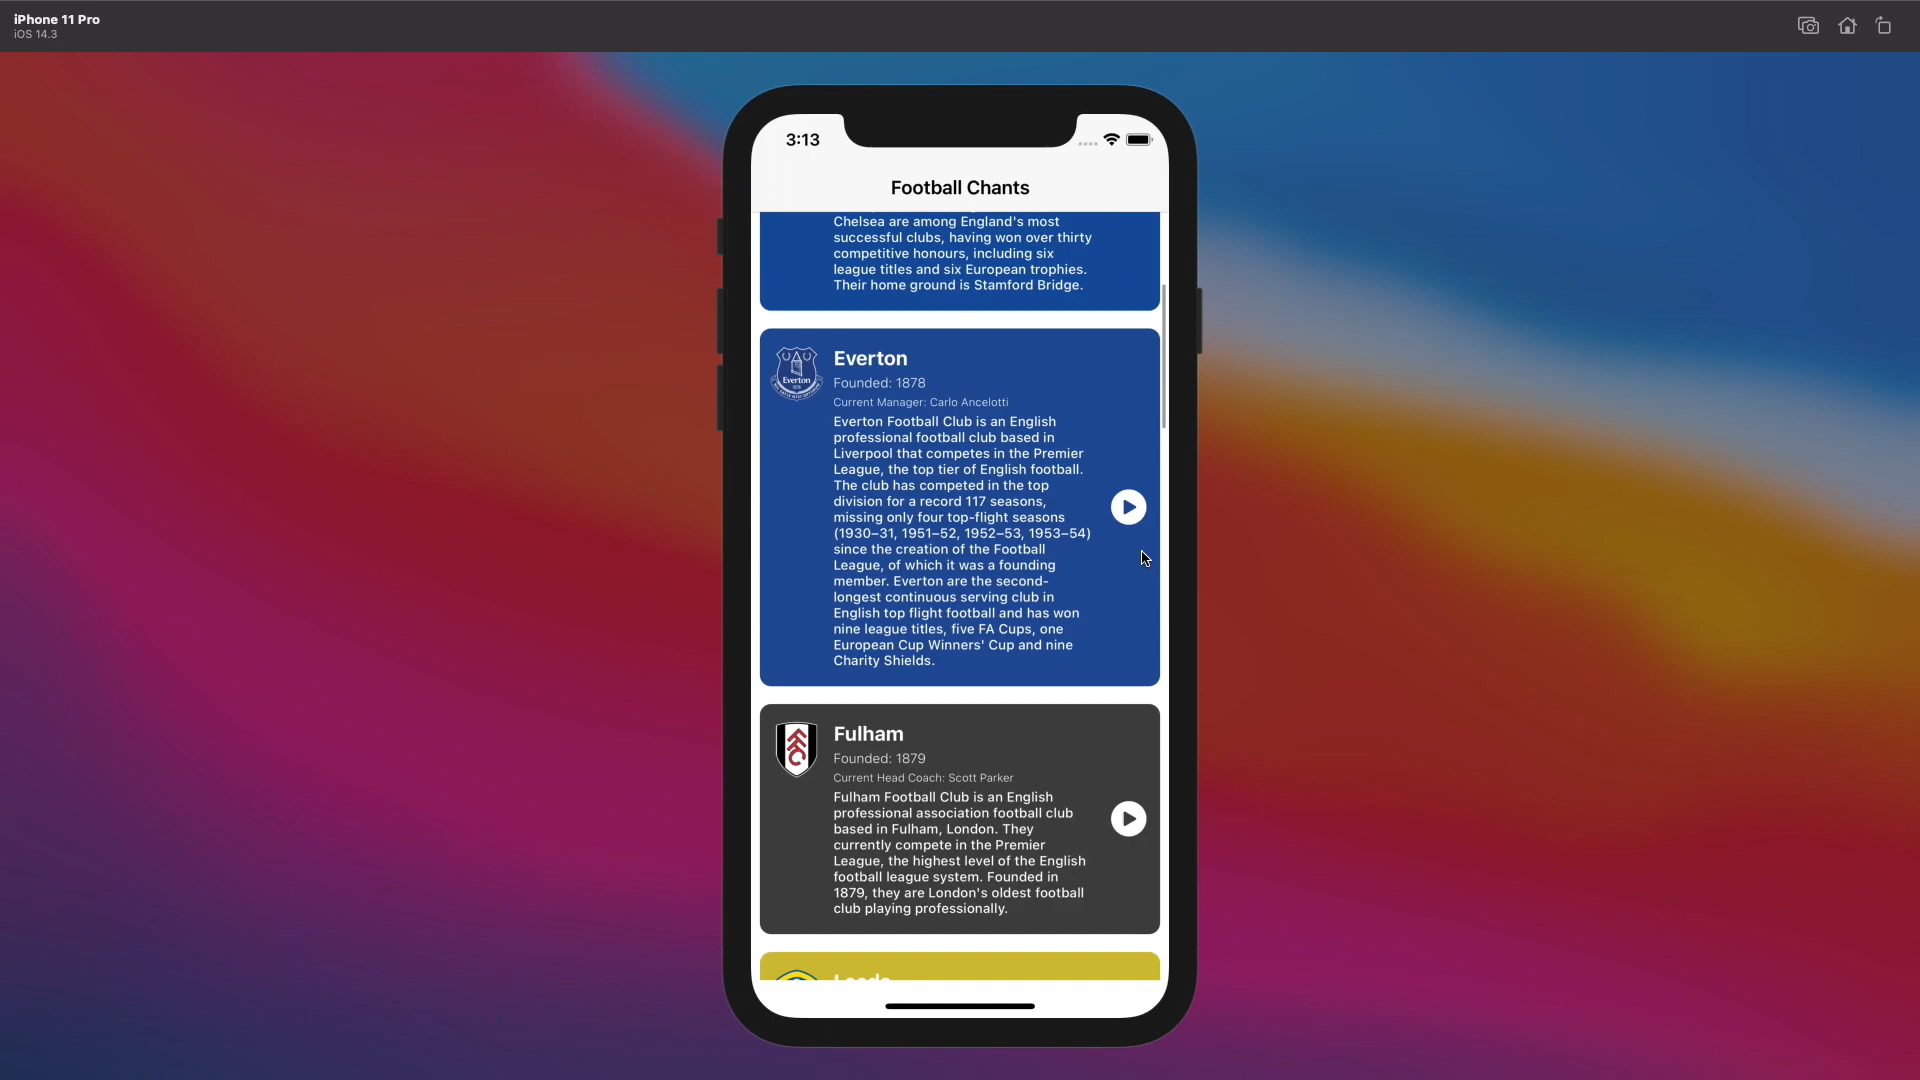 iPhone 11 Pro
iOS 14.3
3:13
Football Chants
Chelsea are among England's most
successful clubs, having won over thirty
competitive honours, including six
league titles and six European trophies.
Their home ground is Stamford Bridge.
Everton
Everton
1878
Founded: 1878
Current Manager: Carlo Ancelotti
Everton Football Club is an English
professional football club based in
Liverpool that competes in the Premier
League, the top tier of English football.
The club has competed in the top
division for a record 117 seasons,
missing only four top-flight seasons
(1930–31, 1951–52, 1952–53, 1953–54)
since the creation of the Football
League, of which it was a founding
member. Everton are the second-
longest continuous serving club in
English top flight football and has won
nine league titles, five FA Cups, one
European Cup Winners' Cup and nine
Charity Shields.
FFC
Fulham
Founded: 1879
Current Head Coach: Scott Parker
Fulham Football Club is an English
professional association football club
based in Fulham, London. They
currently compete in the Premier
League, the highest level of the English
football league system. Founded in
1879, they are London's oldest football
club playing professionally.
Leeds